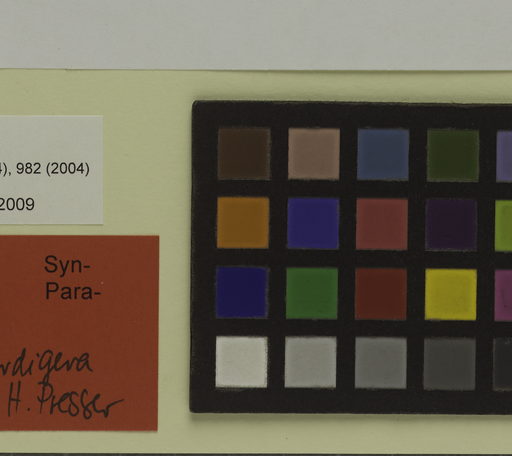 ), 982 (2004)
2009
Syn-
Para-
rdigera
H. Presser